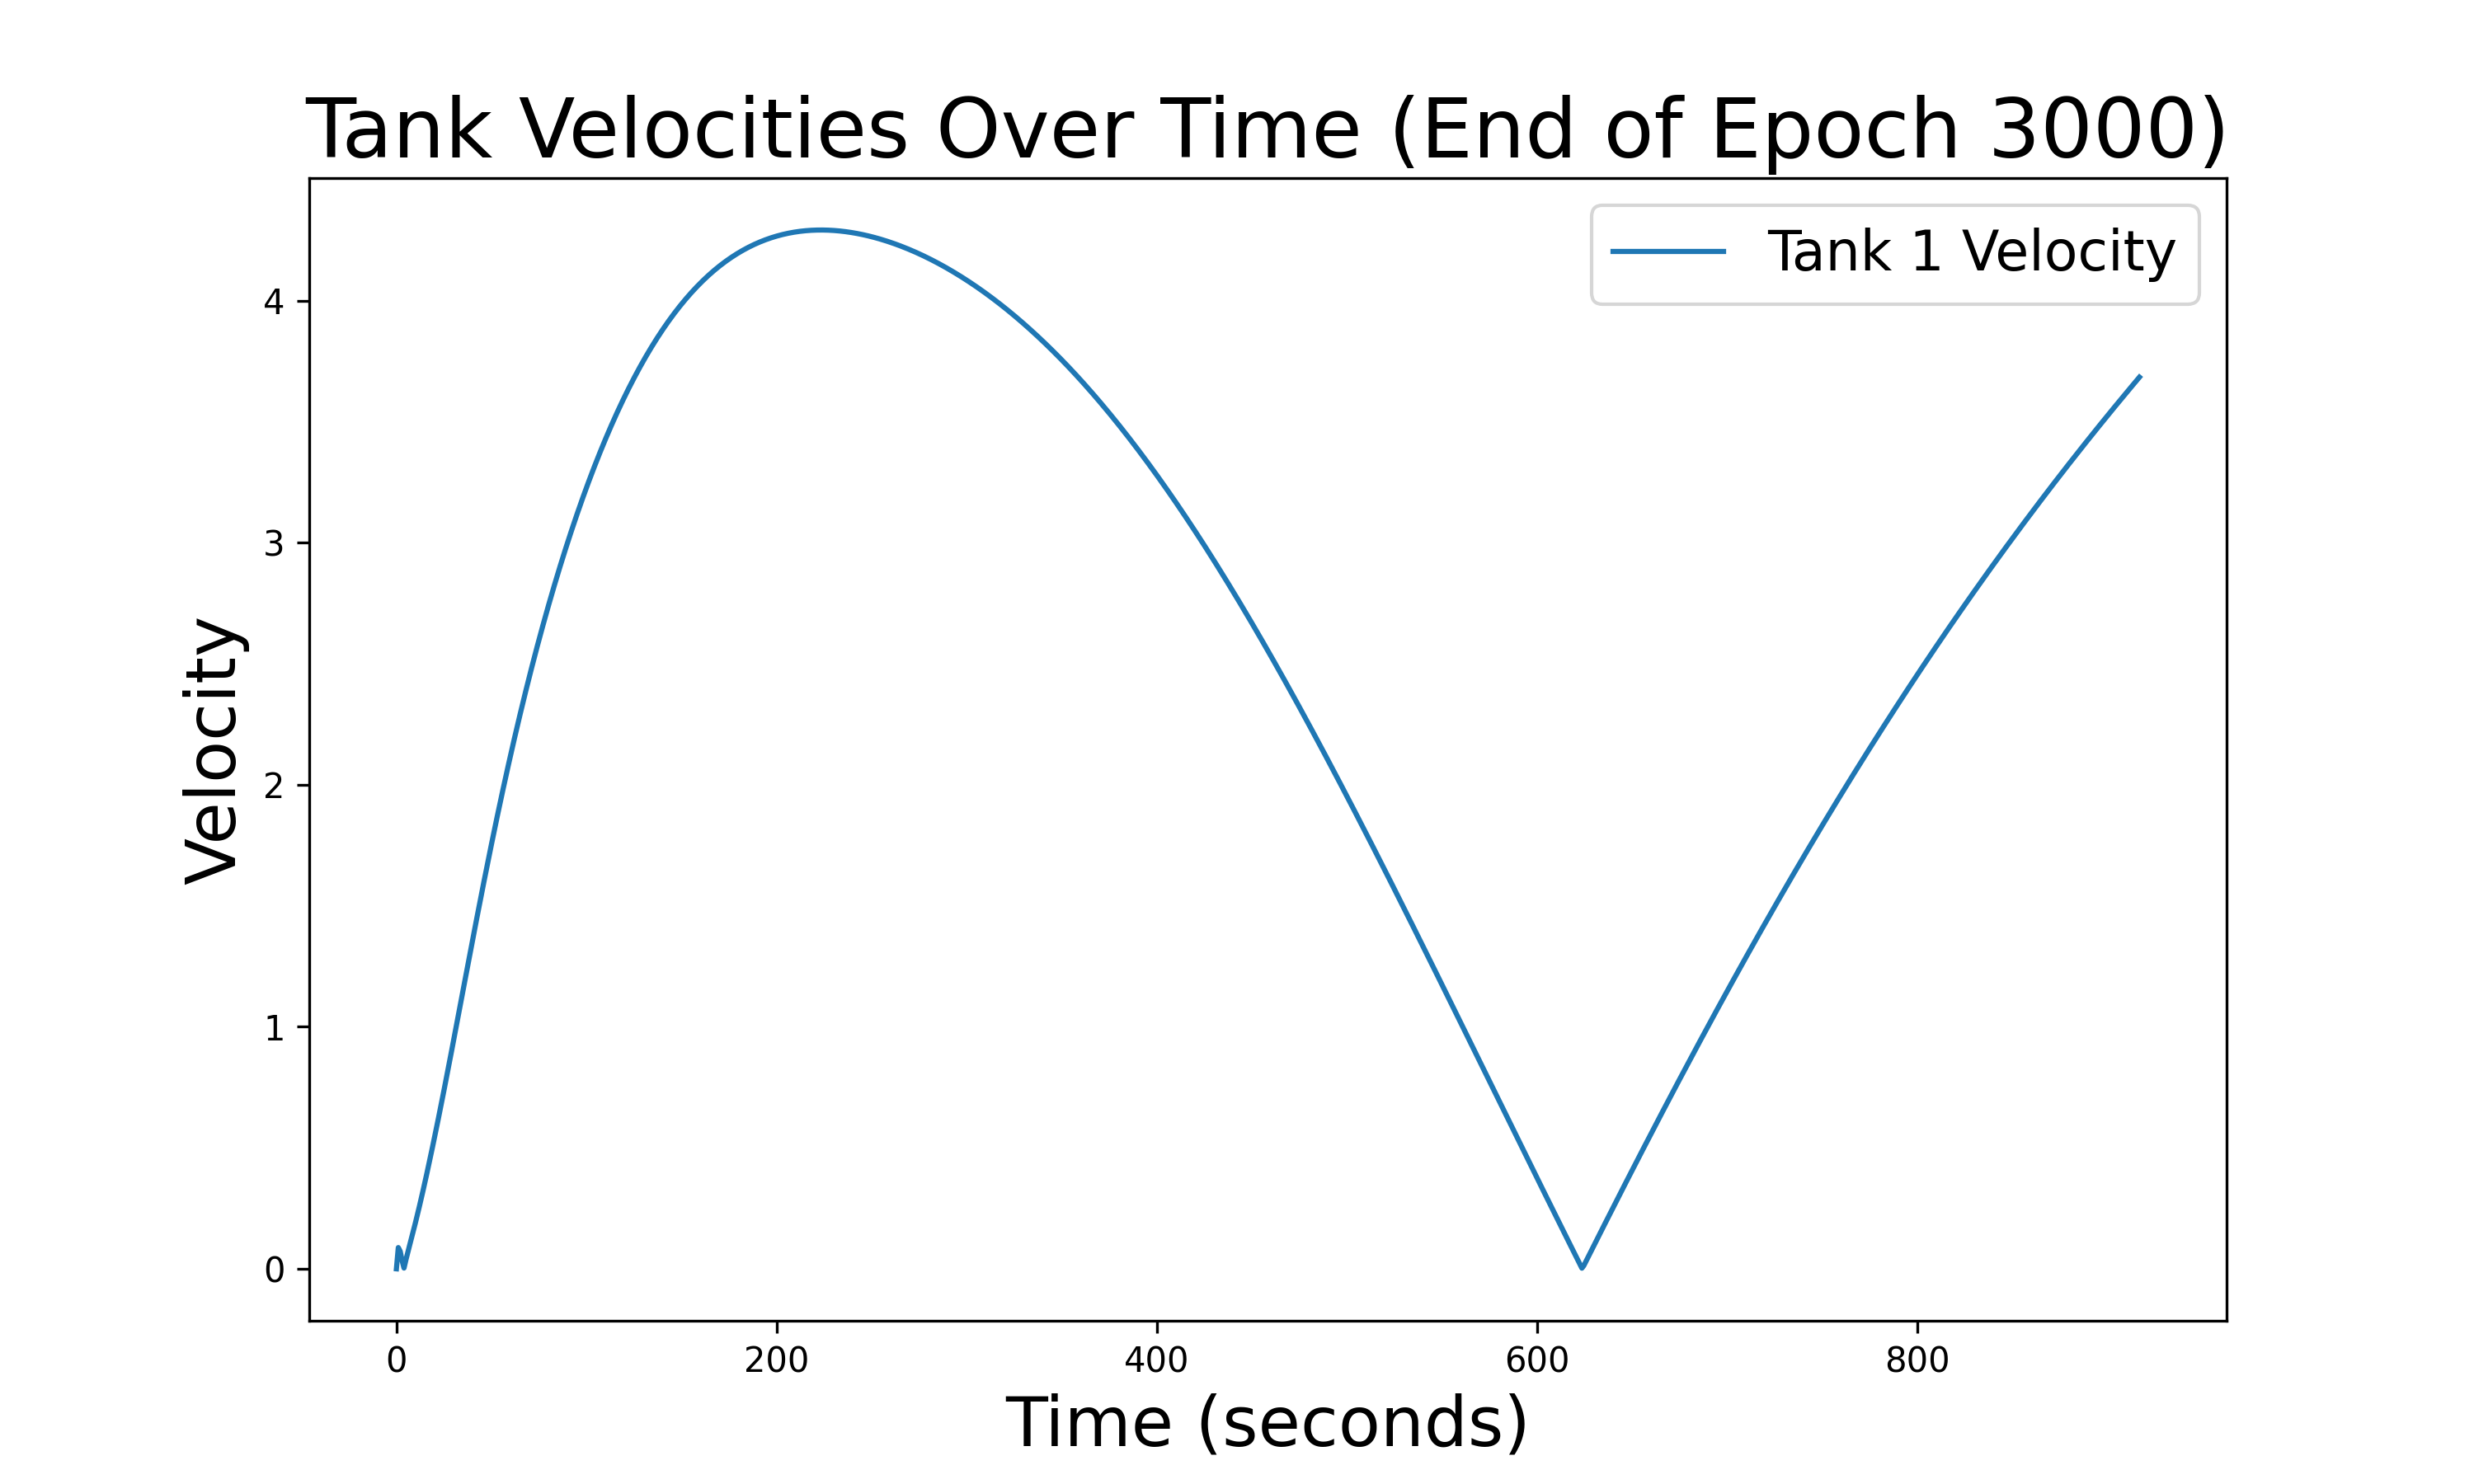 Tank Velocities Over Time (End of Epoch 3000)
Tank 1 Velocity
4
3
2
1
0
Velocity
0 200 400 600 800
Time (seconds)